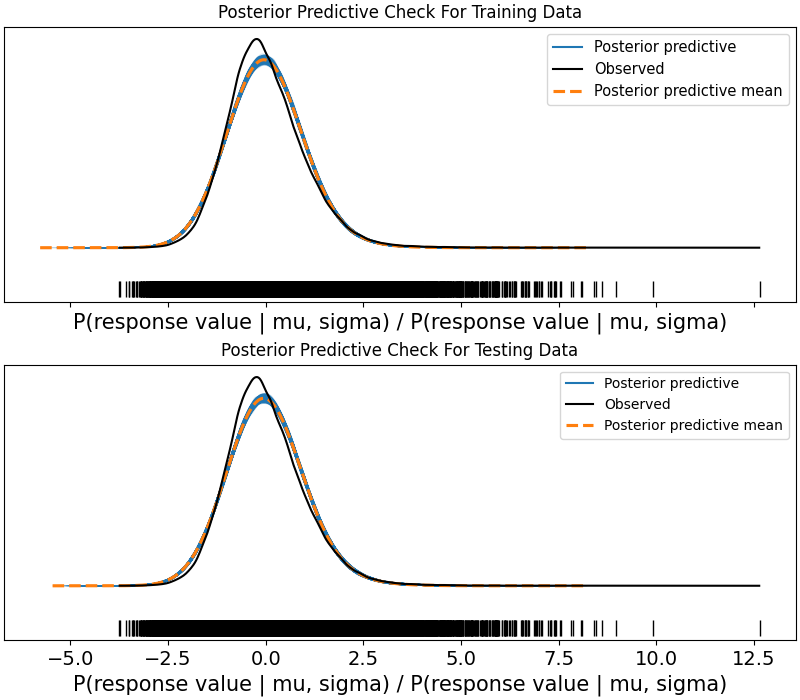 Posterior Predictive Check For Training Data
Posterior predictive
Observed
Posterior predictive mean
P(response value | mu, sigma) / P(response value | mu, sigma)
Posterior Predictive Check For Testing Data
Posterior predictive
Observed
Posterior predictive mean
−5.0 −2.5 0.0 2.5 5.0 7.5 10.0 12.5
P(response value | mu, sigma) / P(response value | mu, sigma)